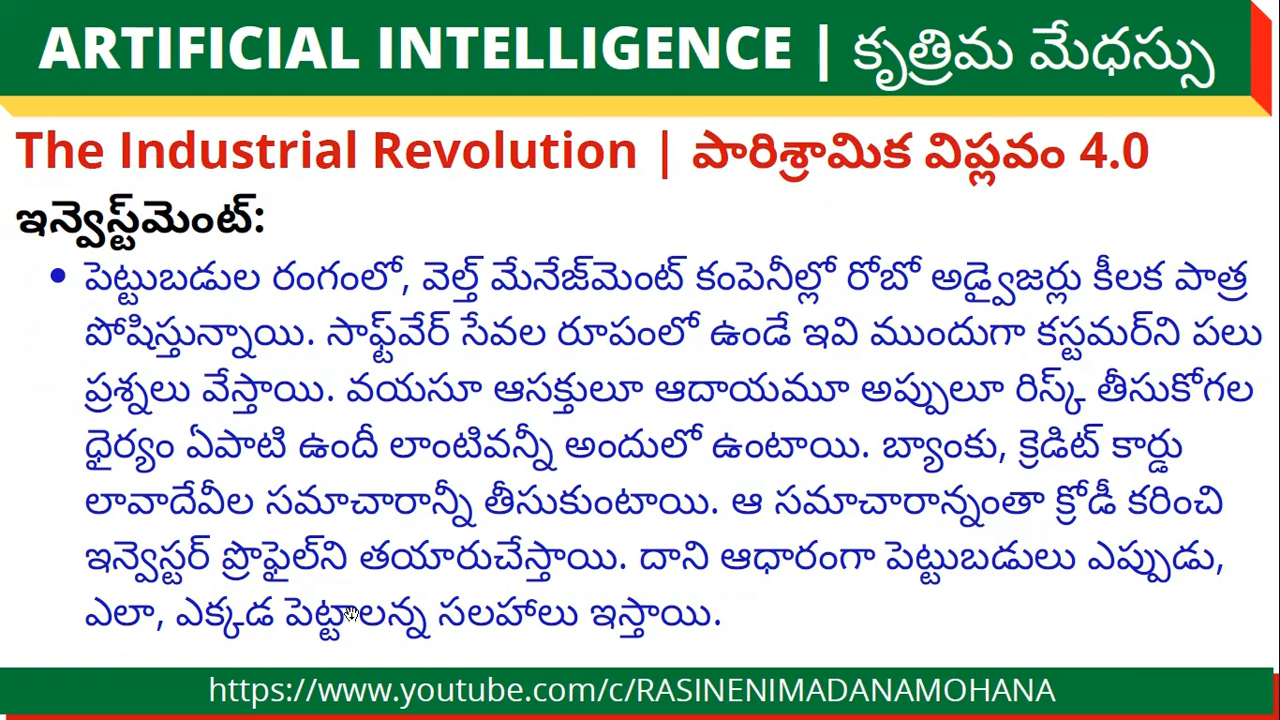 ARTIFICIAL INTELLIGENCE | కృత్రిమ మేధస్సు
The Industrial Revolution | పారిశ్రామిక విప్లవం 4.0
ఇన్వెస్ట్‌మెంట్:
• పెట్టుబడుల రంగంలో, వెల్త్ మేనేజ్‌మెంట్ కంపెనీల్లో రోబో అడ్వైజర్లు కీలక పాత్ర
పోషిస్తున్నాయి. సాఫ్ట్‌వేర్ సేవల రూపంలో ఉండే ఇవి ముందుగా కస్టమర్‌ని పలు
ప్రశ్నలు వేస్తాయి. వయసూ ఆసక్తులూ ఆదాయమూ అప్పులూ రిస్క్ తీసుకోగల
ధైర్యం ఏపాటి ఉందీ లాంటివన్నీ అందులో ఉంటాయి. బ్యాంకు, క్రెడిట్ కార్డు
లావాదేవీల సమాచారాన్నీ తీసుకుంటాయి. ఆ సమాచారాన్నంతా క్రోడీ కరించి
ఇన్వెస్టర్ ప్రొఫైల్‌ని తయారుచేస్తాయి. దాని ఆధారంగా పెట్టుబడులు ఎప్పుడు,
ఎలా, ఎక్కడ పెట్టాలన్న సలహాలు ఇస్తాయి.
https://www.youtube.com/c/RASINENIMADANAMOHANA